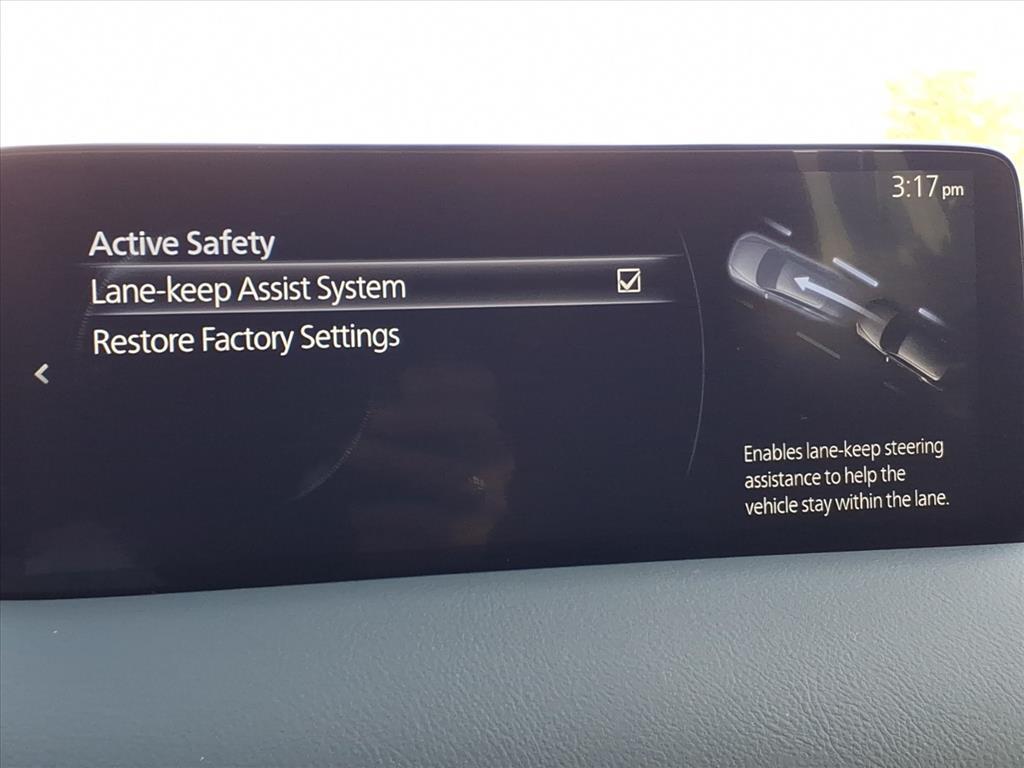 3:17 pm
Active Safety
Lane-keep Assist System
Restore Factory Settings
Enables lane-keep steering
assistance to help the
vehicle stay within the lane.